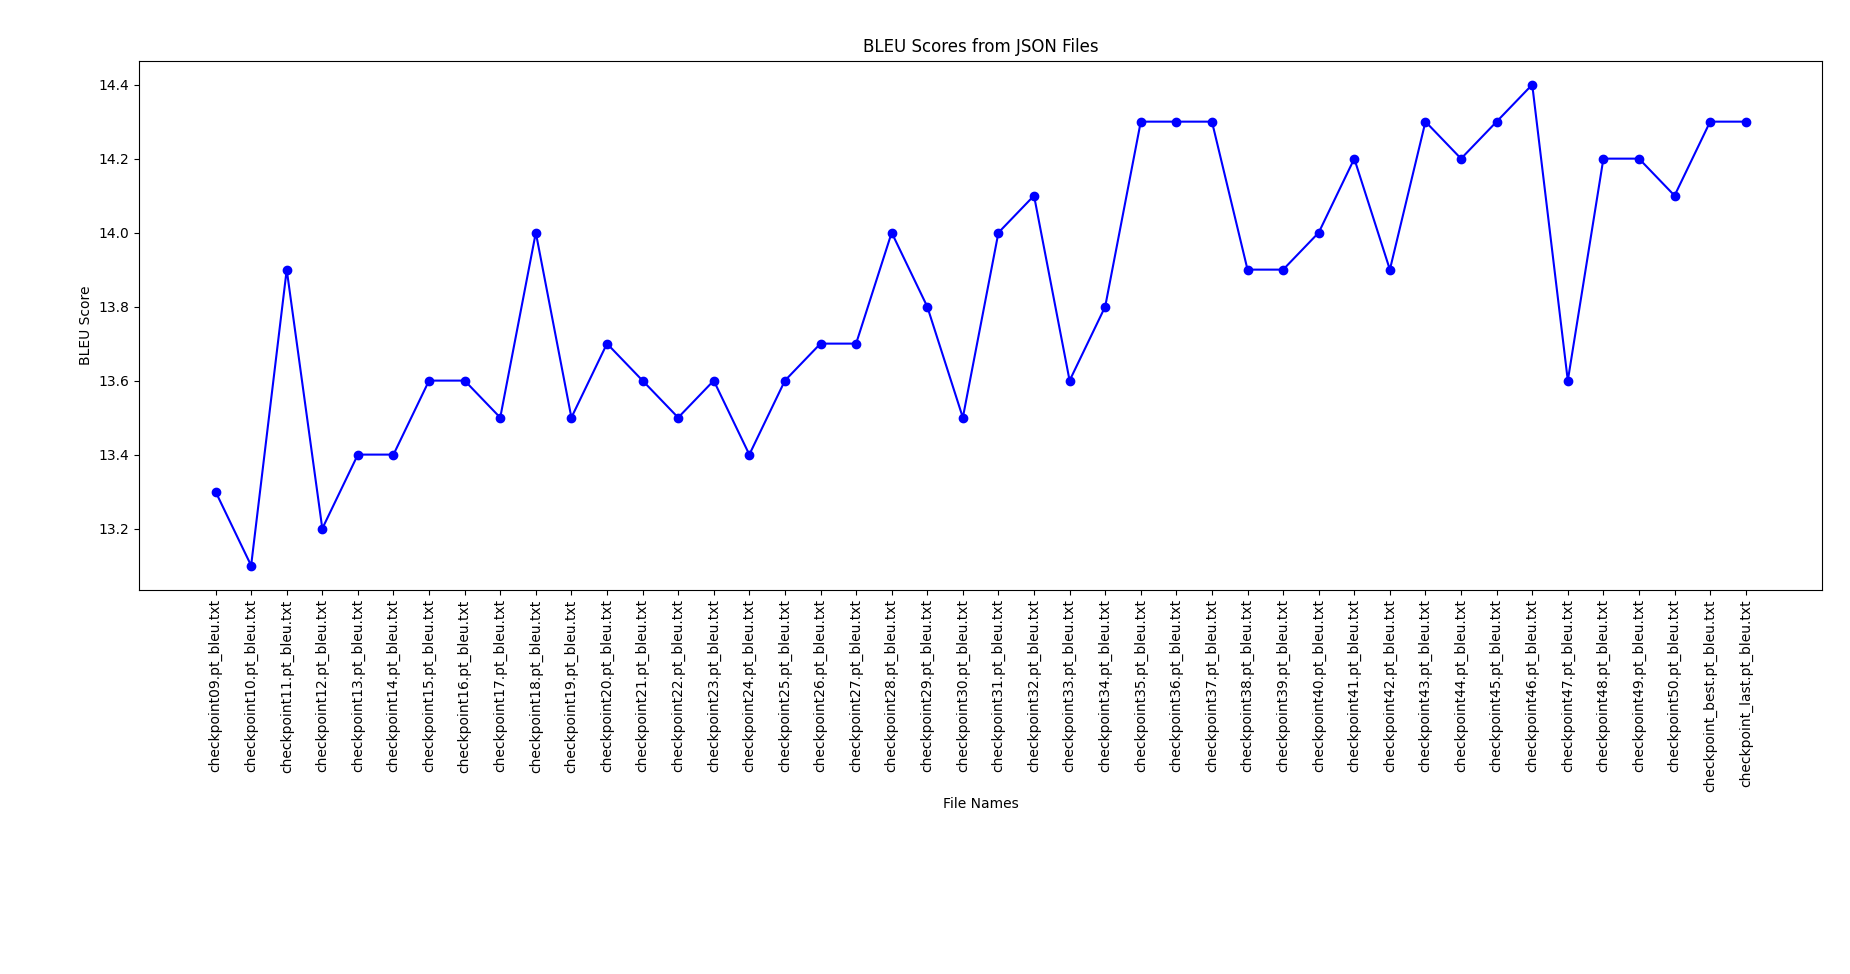 BLEU Scores from JSON Files
BLEU Score
14.4
14.2
14.0
13.8
13.6
13.4
13.2
checkpoint09.pt_bleu.txt
checkpoint10.pt_bleu.txt
checkpoint11.pt_bleu.txt
checkpoint12.pt_bleu.txt
checkpoint13.pt_bleu.txt
checkpoint14.pt_bleu.txt
checkpoint15.pt_bleu.txt
checkpoint16.pt_bleu.txt
checkpoint17.pt_bleu.txt
checkpoint18.pt_bleu.txt
checkpoint19.pt_bleu.txt
checkpoint20.pt_bleu.txt
checkpoint21.pt_bleu.txt
checkpoint22.pt_bleu.txt
checkpoint23.pt_bleu.txt
checkpoint24.pt_bleu.txt
checkpoint25.pt_bleu.txt
checkpoint26.pt_bleu.txt
checkpoint27.pt_bleu.txt
checkpoint28.pt_bleu.txt
checkpoint29.pt_bleu.txt
checkpoint30.pt_bleu.txt
checkpoint31.pt_bleu.txt
checkpoint32.pt_bleu.txt
checkpoint33.pt_bleu.txt
checkpoint34.pt_bleu.txt
checkpoint35.pt_bleu.txt
checkpoint36.pt_bleu.txt
checkpoint37.pt_bleu.txt
checkpoint38.pt_bleu.txt
checkpoint39.pt_bleu.txt
checkpoint40.pt_bleu.txt
checkpoint41.pt_bleu.txt
checkpoint42.pt_bleu.txt
checkpoint43.pt_bleu.txt
checkpoint44.pt_bleu.txt
checkpoint45.pt_bleu.txt
checkpoint46.pt_bleu.txt
checkpoint47.pt_bleu.txt
checkpoint48.pt_bleu.txt
checkpoint49.pt_bleu.txt
checkpoint50.pt_bleu.txt
checkpoint_best.pt_bleu.txt
checkpoint_last.pt_bleu.txt
File Names